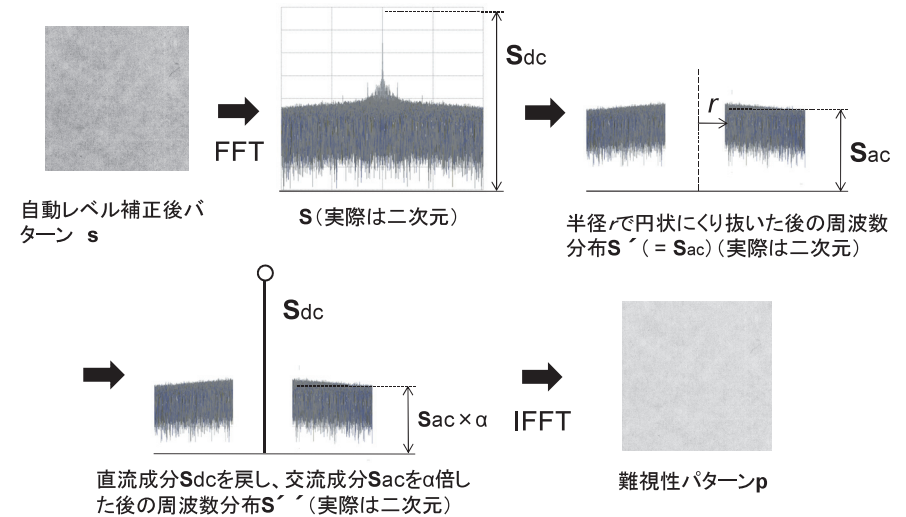 Sdc
FFT
r
Sac
自動レベル補正後パ
ターン s
S(実際は二次元)
半径rで円状にくり抜いた後の周波数
分布S´( = Sac)(実際は二次元)
Sdc
Sac×α
IFFT
直流成分Sdcを戻し、交流成分Sacをα倍し
た後の周波数分布S´´(実際は二次元)
難視性パターンp